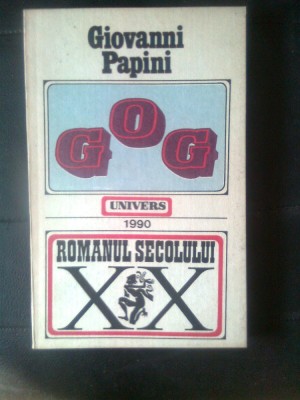 Giovanni
Papini
GOG
UNIVERS
1990
ROMANUL SECOLULUI
XX